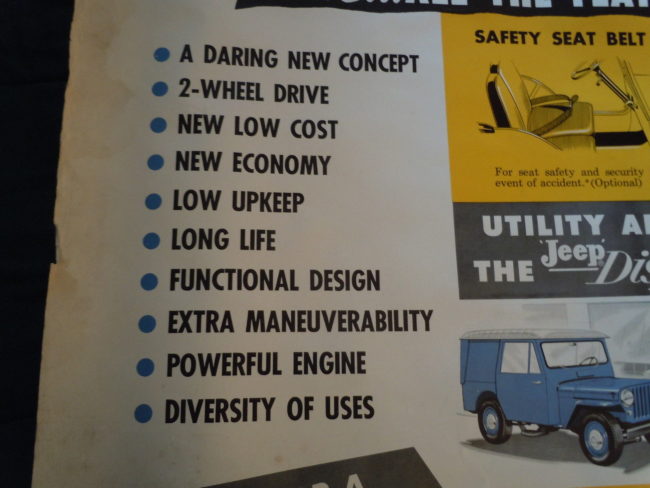 ALL THE
A DARING NEW CONCEPT
2-WHEEL DRIVE
NEW LOW COST
NEW ECONOMY
LOW UPKEEP
LONG LIFE
FUNCTIONAL DESIGN
EXTRA MANEUVERABILITY
POWERFUL ENGINE
DIVERSITY OF USES
SAFETY SEAT BELT
For seat safety and security
event of accident.*(Optional)
UTILITY
THE 'Jeep'